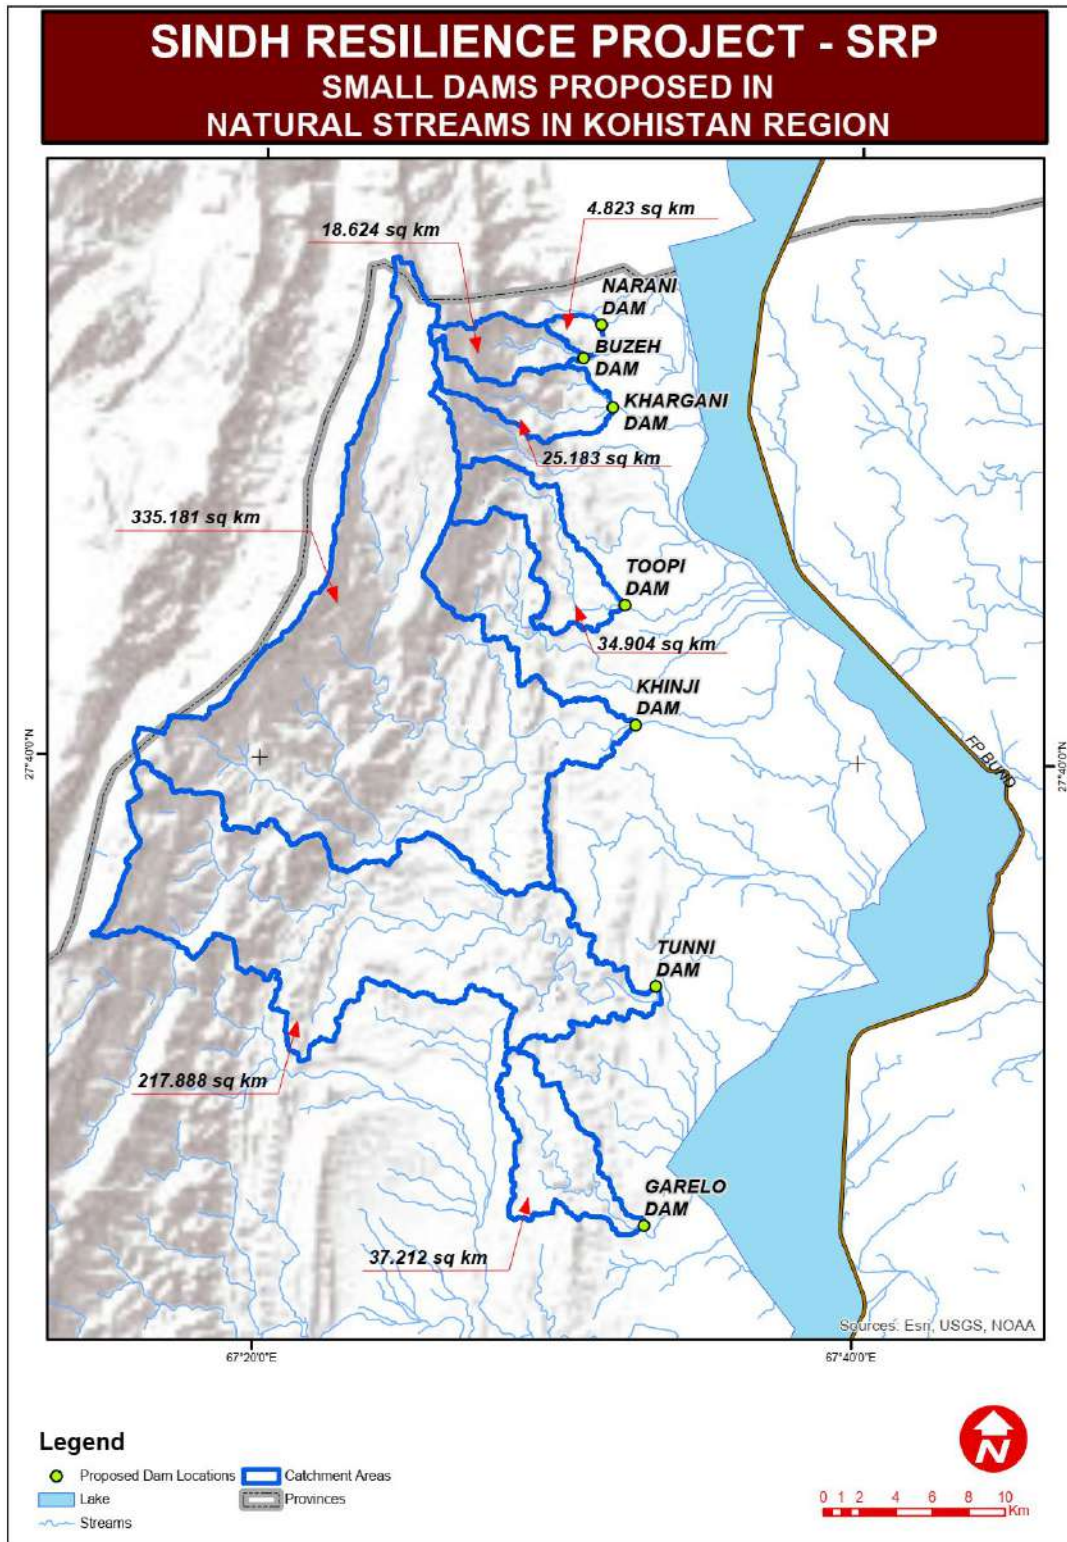 SINDH RESILIENCE PROJECT - SRP
SMALL DAMS PROPOSED IN
NATURAL STREAMS IN KOHISTAN REGION
4.823 sq km
18.624 sq km
NARANI
DAM
BUZEH
DAM
KHARGANI
DAM
25.183 sq km
335.181 sq km
TOOPI
DAM
34.904 sq km
KHINJI
DAM
27°40'0"N
27°40'0"N
FP BUND
TUNNI
DAM
217.888 sq km
GARELO
DAM
37.212 sq km
Sources: Esri, USGS, NOAA
67°20'0"E
67°40'0"E
Legend
Proposed Dam Locations
Catchment Areas
Lake
Provinces
Streams
N
0 1 2 4 6 8 10
Km